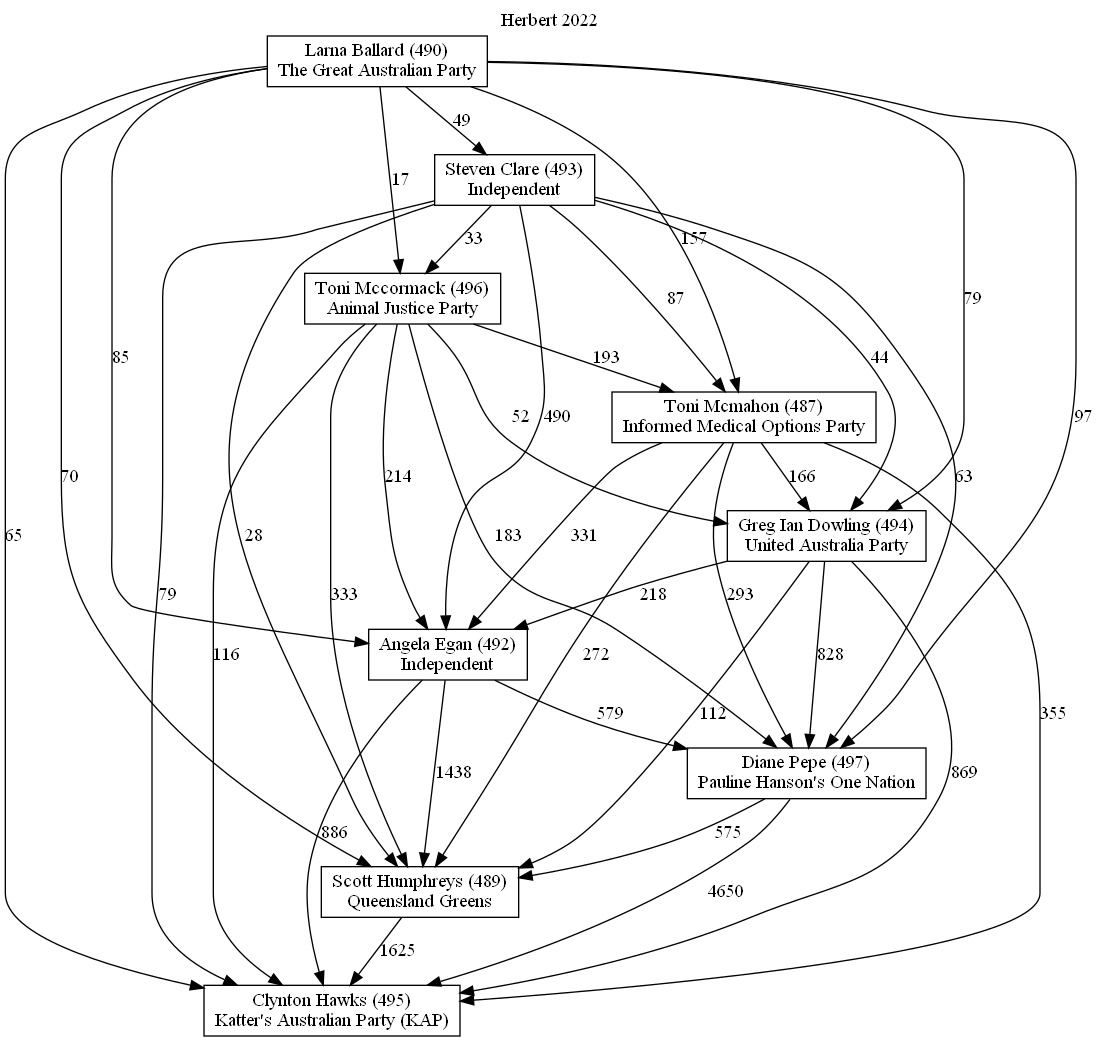 Herbert 2022
Larna Ballard (490)
The Great Australian Party
49
Steven Clare (493)
Independent
17
33
157
Toni Mccormack (496)
Animal Justice Party
87
79
85
193
44
Toni Mcmahon (487)
Informed Medical Options Party
52
490
97
70
214
166
63
65
28
183
331
Greg Ian Dowling (494)
United Australia Party
79
333
218
293
116
Angela Egan (492)
Independent
272
828
579
112
355
1438
Diane Pepe (497)
Pauline Hanson's One Nation
869
886
575
Scott Humphreys (489)
Queensland Greens
4650
1625
Clynton Hawks (495)
Katter's Australian Party (KAP)